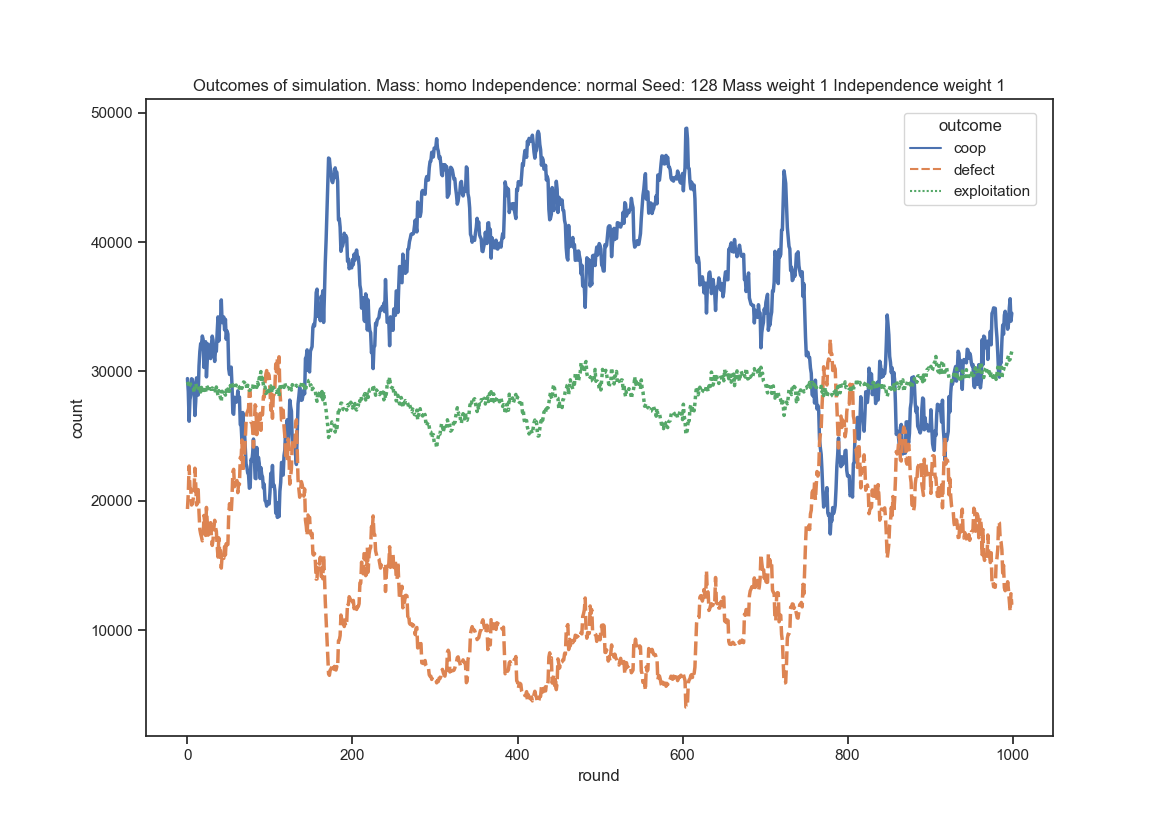 Outcomes of simulation. Mass: homo Independence: normal Seed: 128 Mass weight 1 Independence weight 1
50000
40000
30000
20000
10000
count
outcome
coop
defect
exploitation
0
200
400
600
800
1000
round